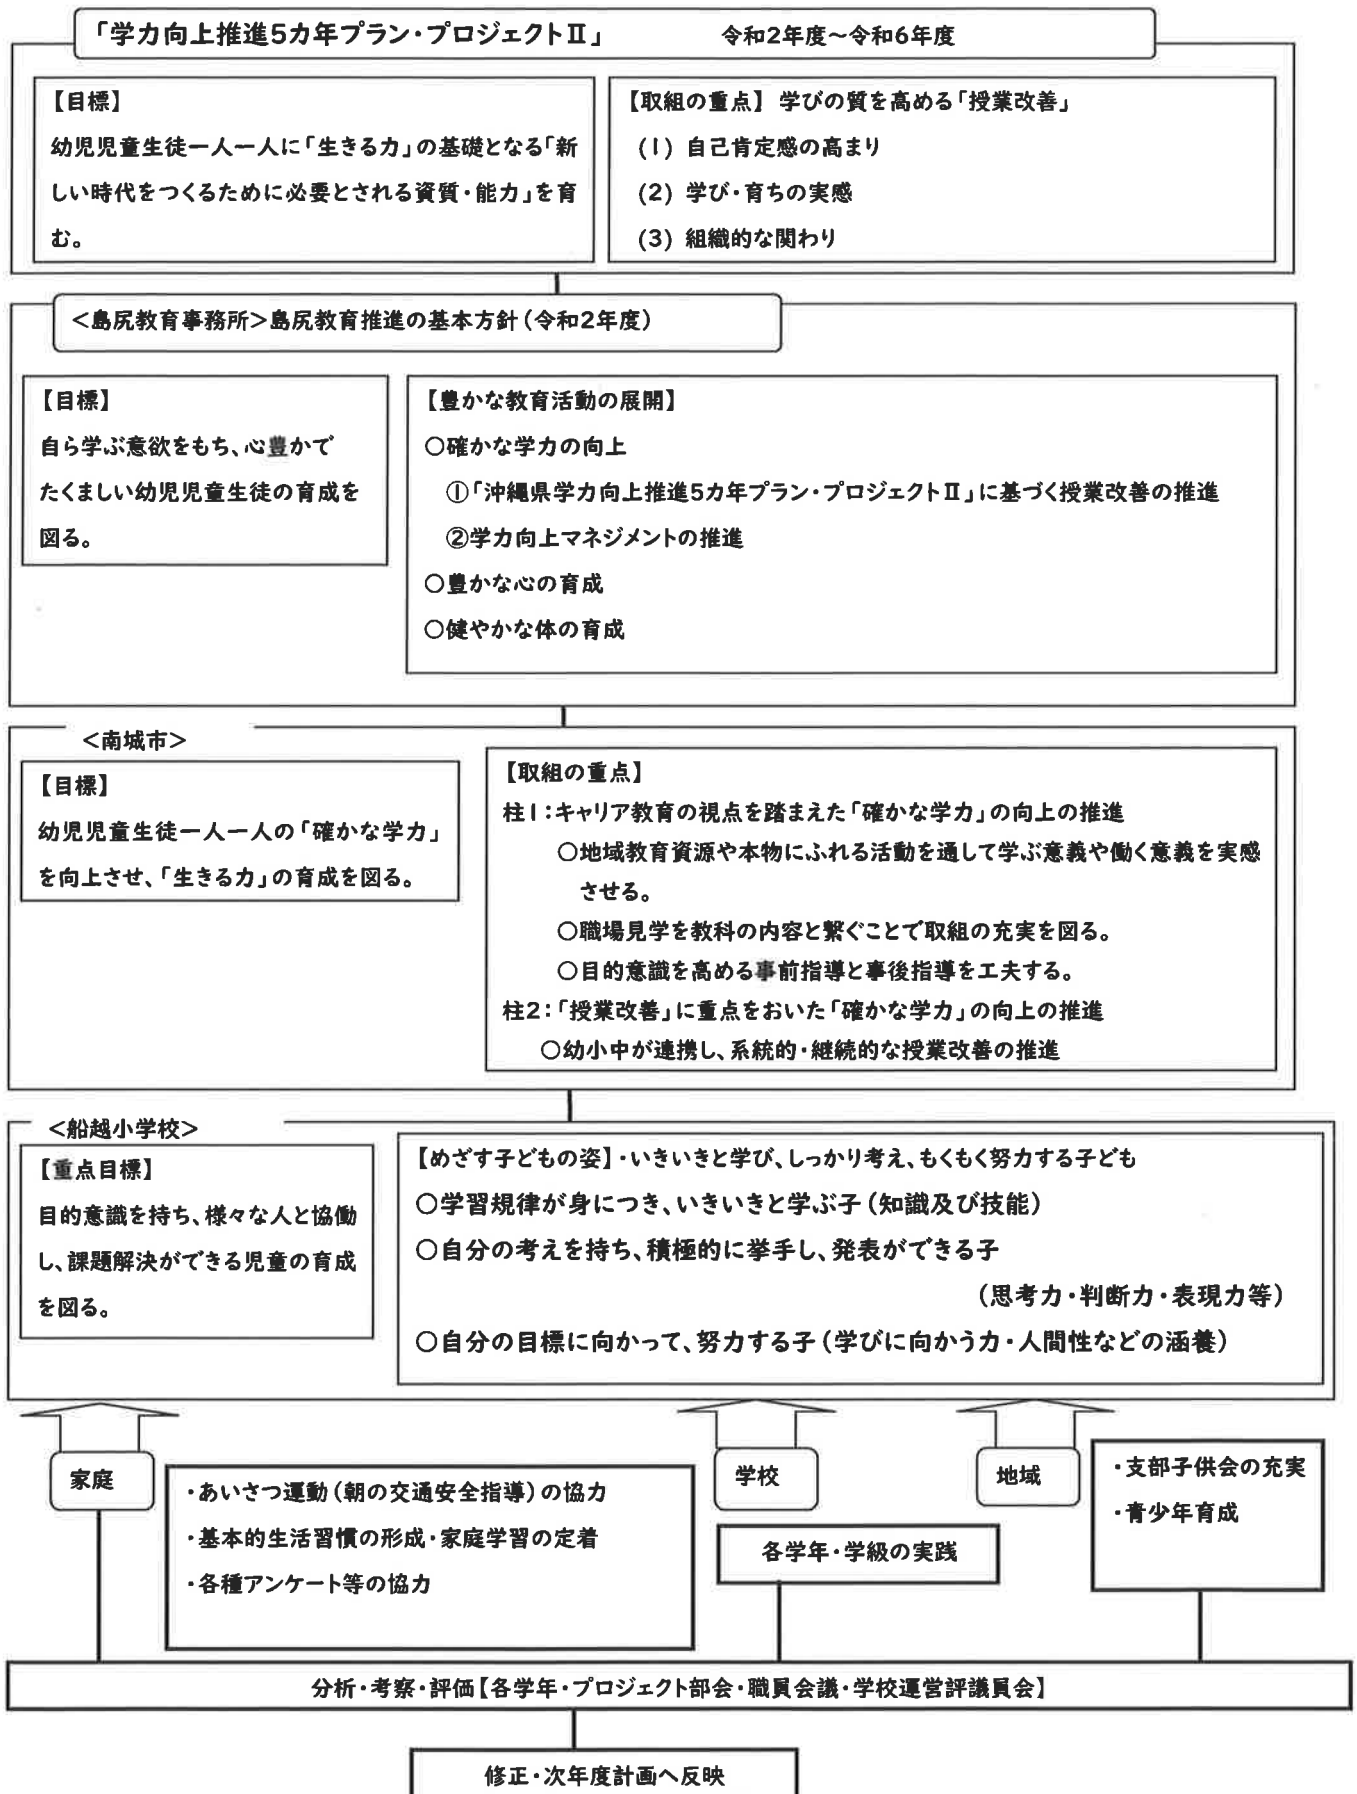 「学力向上推進5カ年プラン・プロジェクトⅡ」 令和2年度～令和6年度
【目標】
幼児児童生徒一人一人に「生きる力」の基礎となる「新
しい時代をつくるために必要とされる資質・能力」を育
む。
【取組の重点】 学びの質を高める「授業改善」
(1) 自己肯定感の高まり
(2) 学び・育ちの実感
(3) 組織的な関わり
＜島尻教育事務所＞島尻教育推進の基本方針（令和2年度）
【目標】
自ら学ぶ意欲をもち、心豊かで
たくましい幼児児童生徒の育成を
図る。
【豊かな教育活動の展開】
○確かな学力の向上
①「沖縄県学力向上推進5カ年プラン・プロジェクトⅡ」に基づく授業改善の推進
②学力向上マネジメントの推進
○豊かな心の育成
○健やかな体の育成
＜南城市＞
【目標】
幼児児童生徒一人一人の「確かな学力」
を向上させ、「生きる力」の育成を図る。
【取組の重点】
柱1：キャリア教育の視点を踏まえた「確かな学力」の向上の推進
○地域教育資源や本物にふれる活動を通して学ぶ意義や働く意義を実感
させる。
○職場見学を教科の内容と繋ぐことで取組の充実を図る。
○目的意識を高める事前指導と事後指導を工夫する。
柱2：「授業改善」に重点をおいた「確かな学力」の向上の推進
○幼小中が連携し、系統的・継続的な授業改善の推進
＜船越小学校＞
【重点目標】
目的意識を持ち、様々な人と協働
し、課題解決ができる児童の育成
を図る。
【めざす子どもの姿】・いきいきと学び、しっかり考え、もくもく努力する子ども
○学習規律が身につき、いきいきと学ぶ子（知識及び技能）
○自分の考えを持ち、積極的に挙手し、発表ができる子
（思考力・判断力・表現力等）
○自分の目標に向かって、努力する子（学びに向かう力・人間性などの涵養）
家庭
・あいさつ運動（朝の交通安全指導）の協力
・基本的生活習慣の形成・家庭学習の定着
・各種アンケート等の協力
学校
各学年・学級の実践
地域
・支部子供会の充実
・青少年育成
分析・考察・評価【各学年・プロジェクト部会・職員会議・学校運営評議員会】
修正・次年度計画へ反映